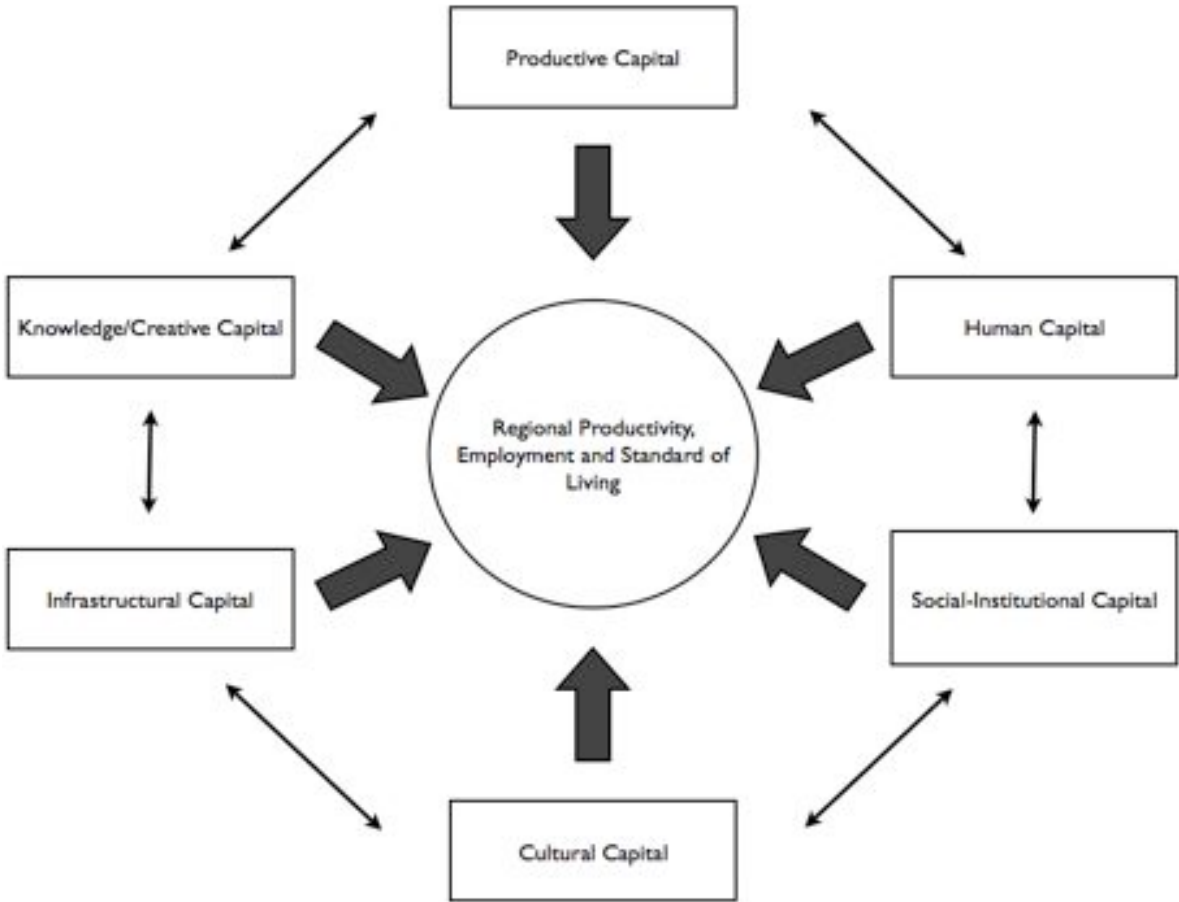 Productive Capital
Knowledge/Creative Capital
Human Capital
Regional Productivity,
Employment and Standard of
Living
Infrastructural Capital
Social-Institutional Capital
Cultural Capital